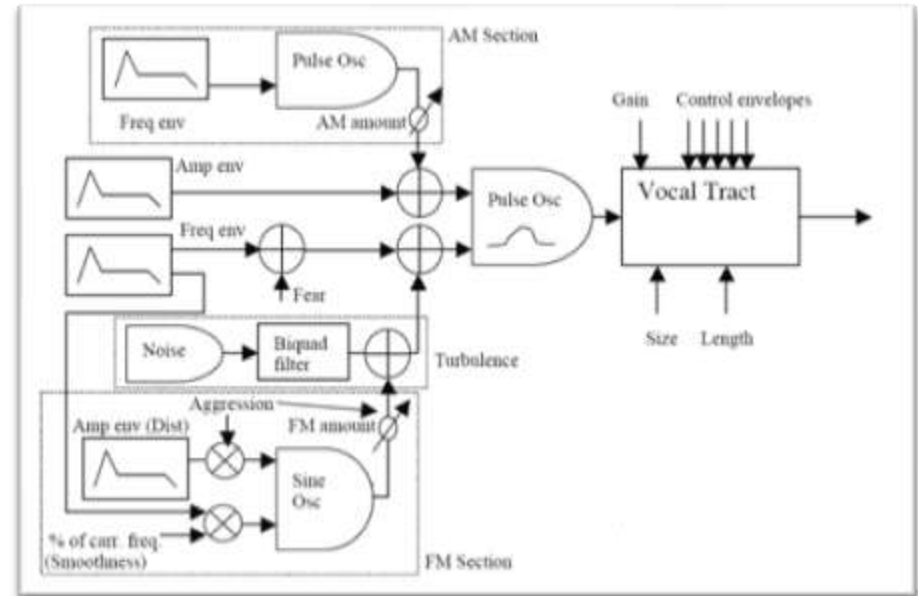 AM Section
Pulse Osc
Freq env
AM amount
Gain
Control envelopes
Amp env
Pulse Osc
Vocal Tract
Freq env
Fear
Size
Length
Noise
Biquad
filter
Turbulence
Aggression
Amp env (Dist)
FM amount
Sine
Osc
% of carr. freq.
(Smoothness)
FM Section